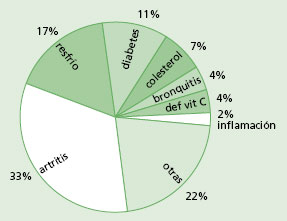 11%
diabetes
7%
colesterol
4%
bronquitis
4%
def vit C
2%
inflamación
22%
otras
33%
artritis
17%
resfrío